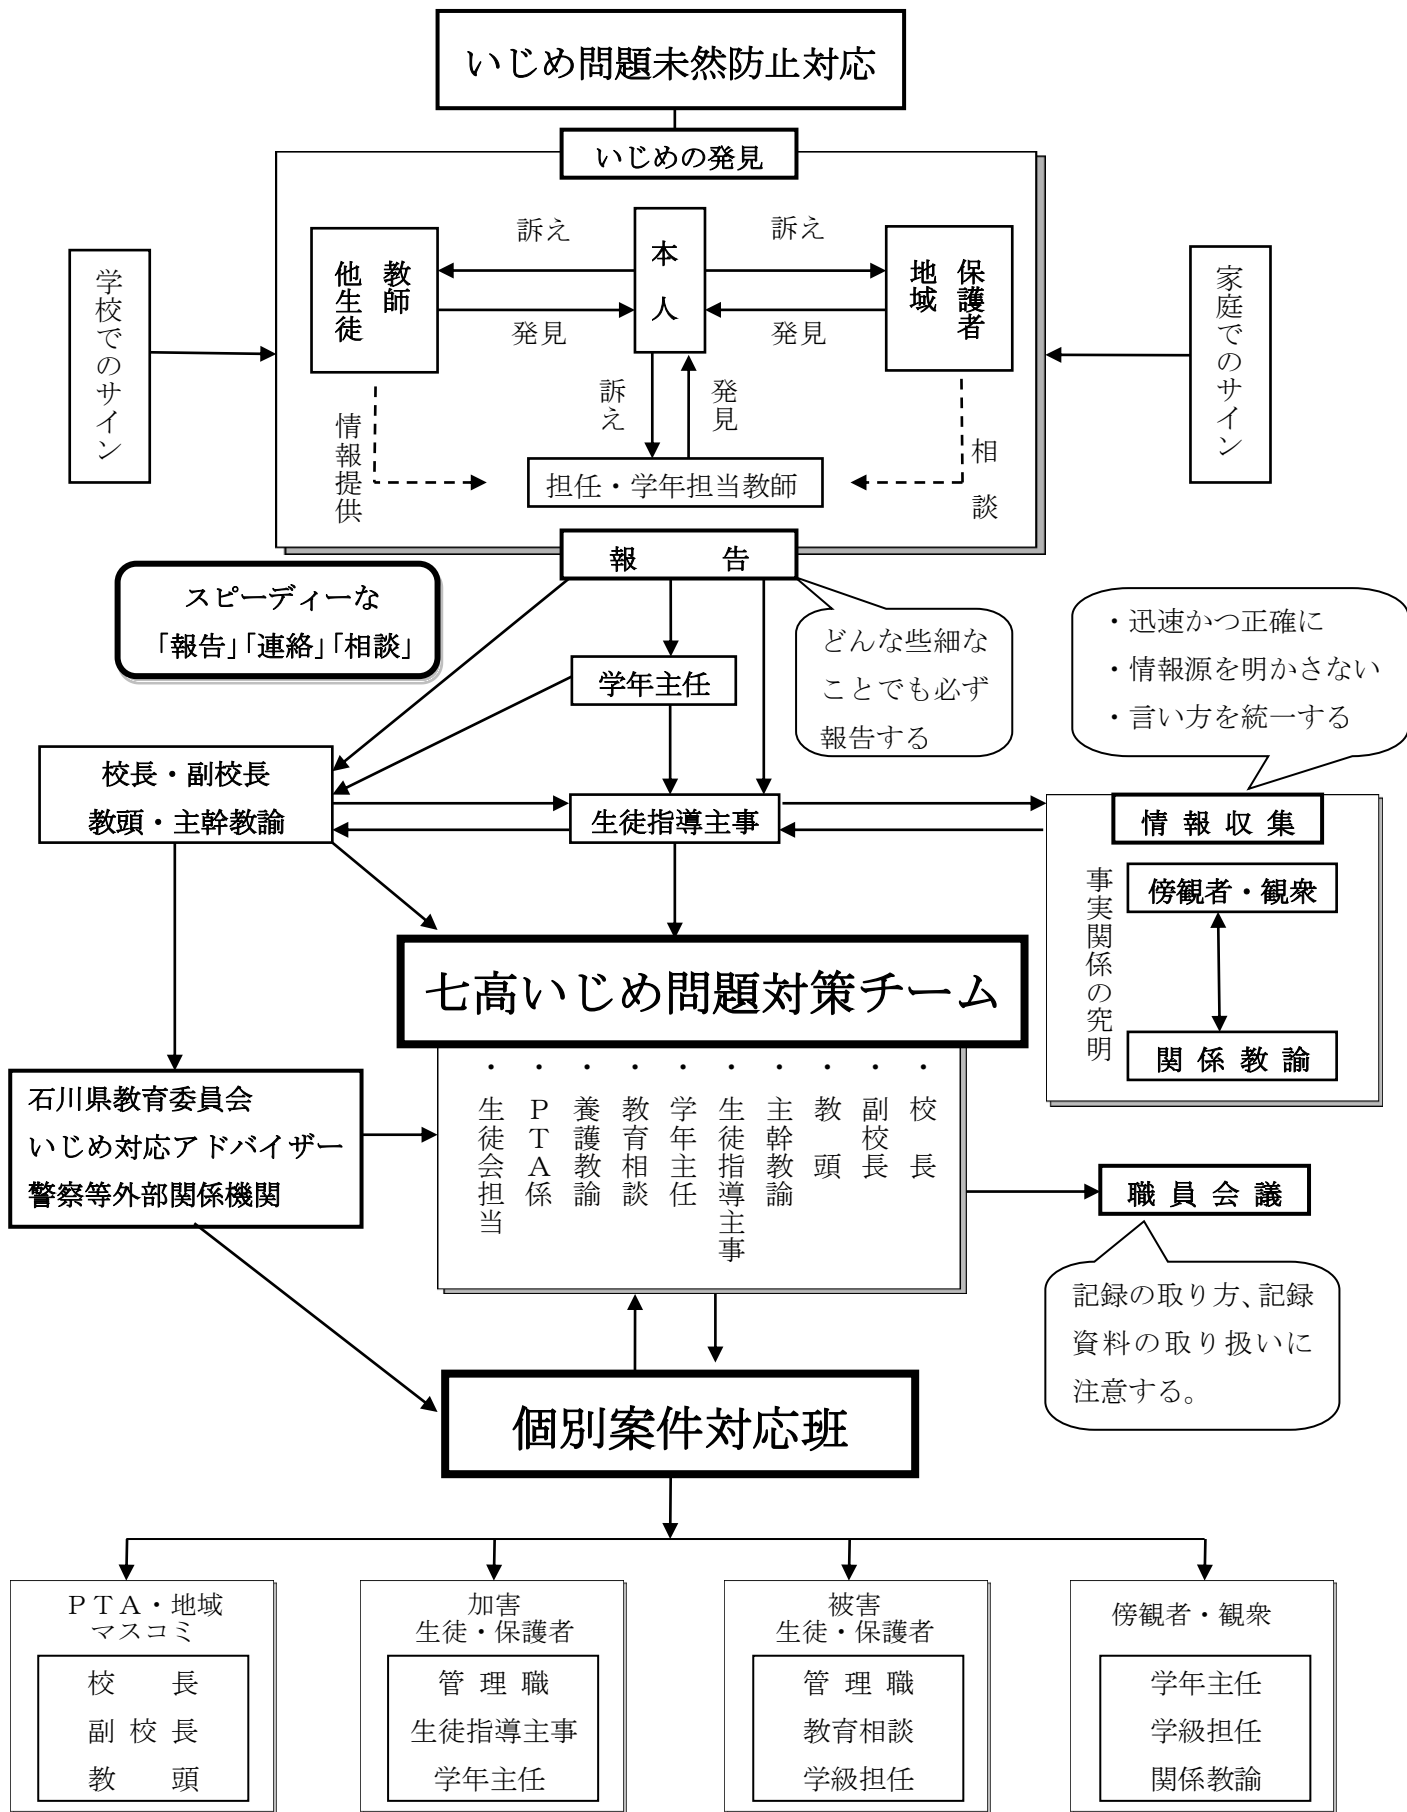 いじめ問題未然防止対応
いじめの発見
学校でのサイン
教師
他生徒
訴え
発見
本人
訴え
発見
保護者
地域
家庭でのサイン
情報提供
訴え
発見
相談
担任・学年担当教師
報　　告
スピーディーな
「報告」「連絡」「相談」
どんな些細な
ことでも必ず
報告する
・迅速かつ正確に
・情報源を明かさない
・言い方を統一する
学年主任
校長・副校長
教頭・主幹教諭
生徒指導主事
情報収集
事実関係の究明
傍観者・観衆
関係教諭
七高いじめ問題対策チーム
・校　長
・副校長
・教　頭
・主幹教諭
・生徒指導主事
・学年主任
・教育相談
・養護教諭
・ＰＴＡ係
・生徒会担当
石川県教育委員会
いじめ対応アドバイザー
警察等外部関係機関
職員会議
記録の取り方、記録
資料の取り扱いに
注意する。
個別案件対応班
ＰＴＡ・地域
マスコミ
校　　長
副校長
教　　頭
加害
生徒・保護者
管理職
生徒指導主事
学年主任
被害
生徒・保護者
管理職
教育相談
学級担任
傍観者・観衆
学年主任
学級担任
関係教諭